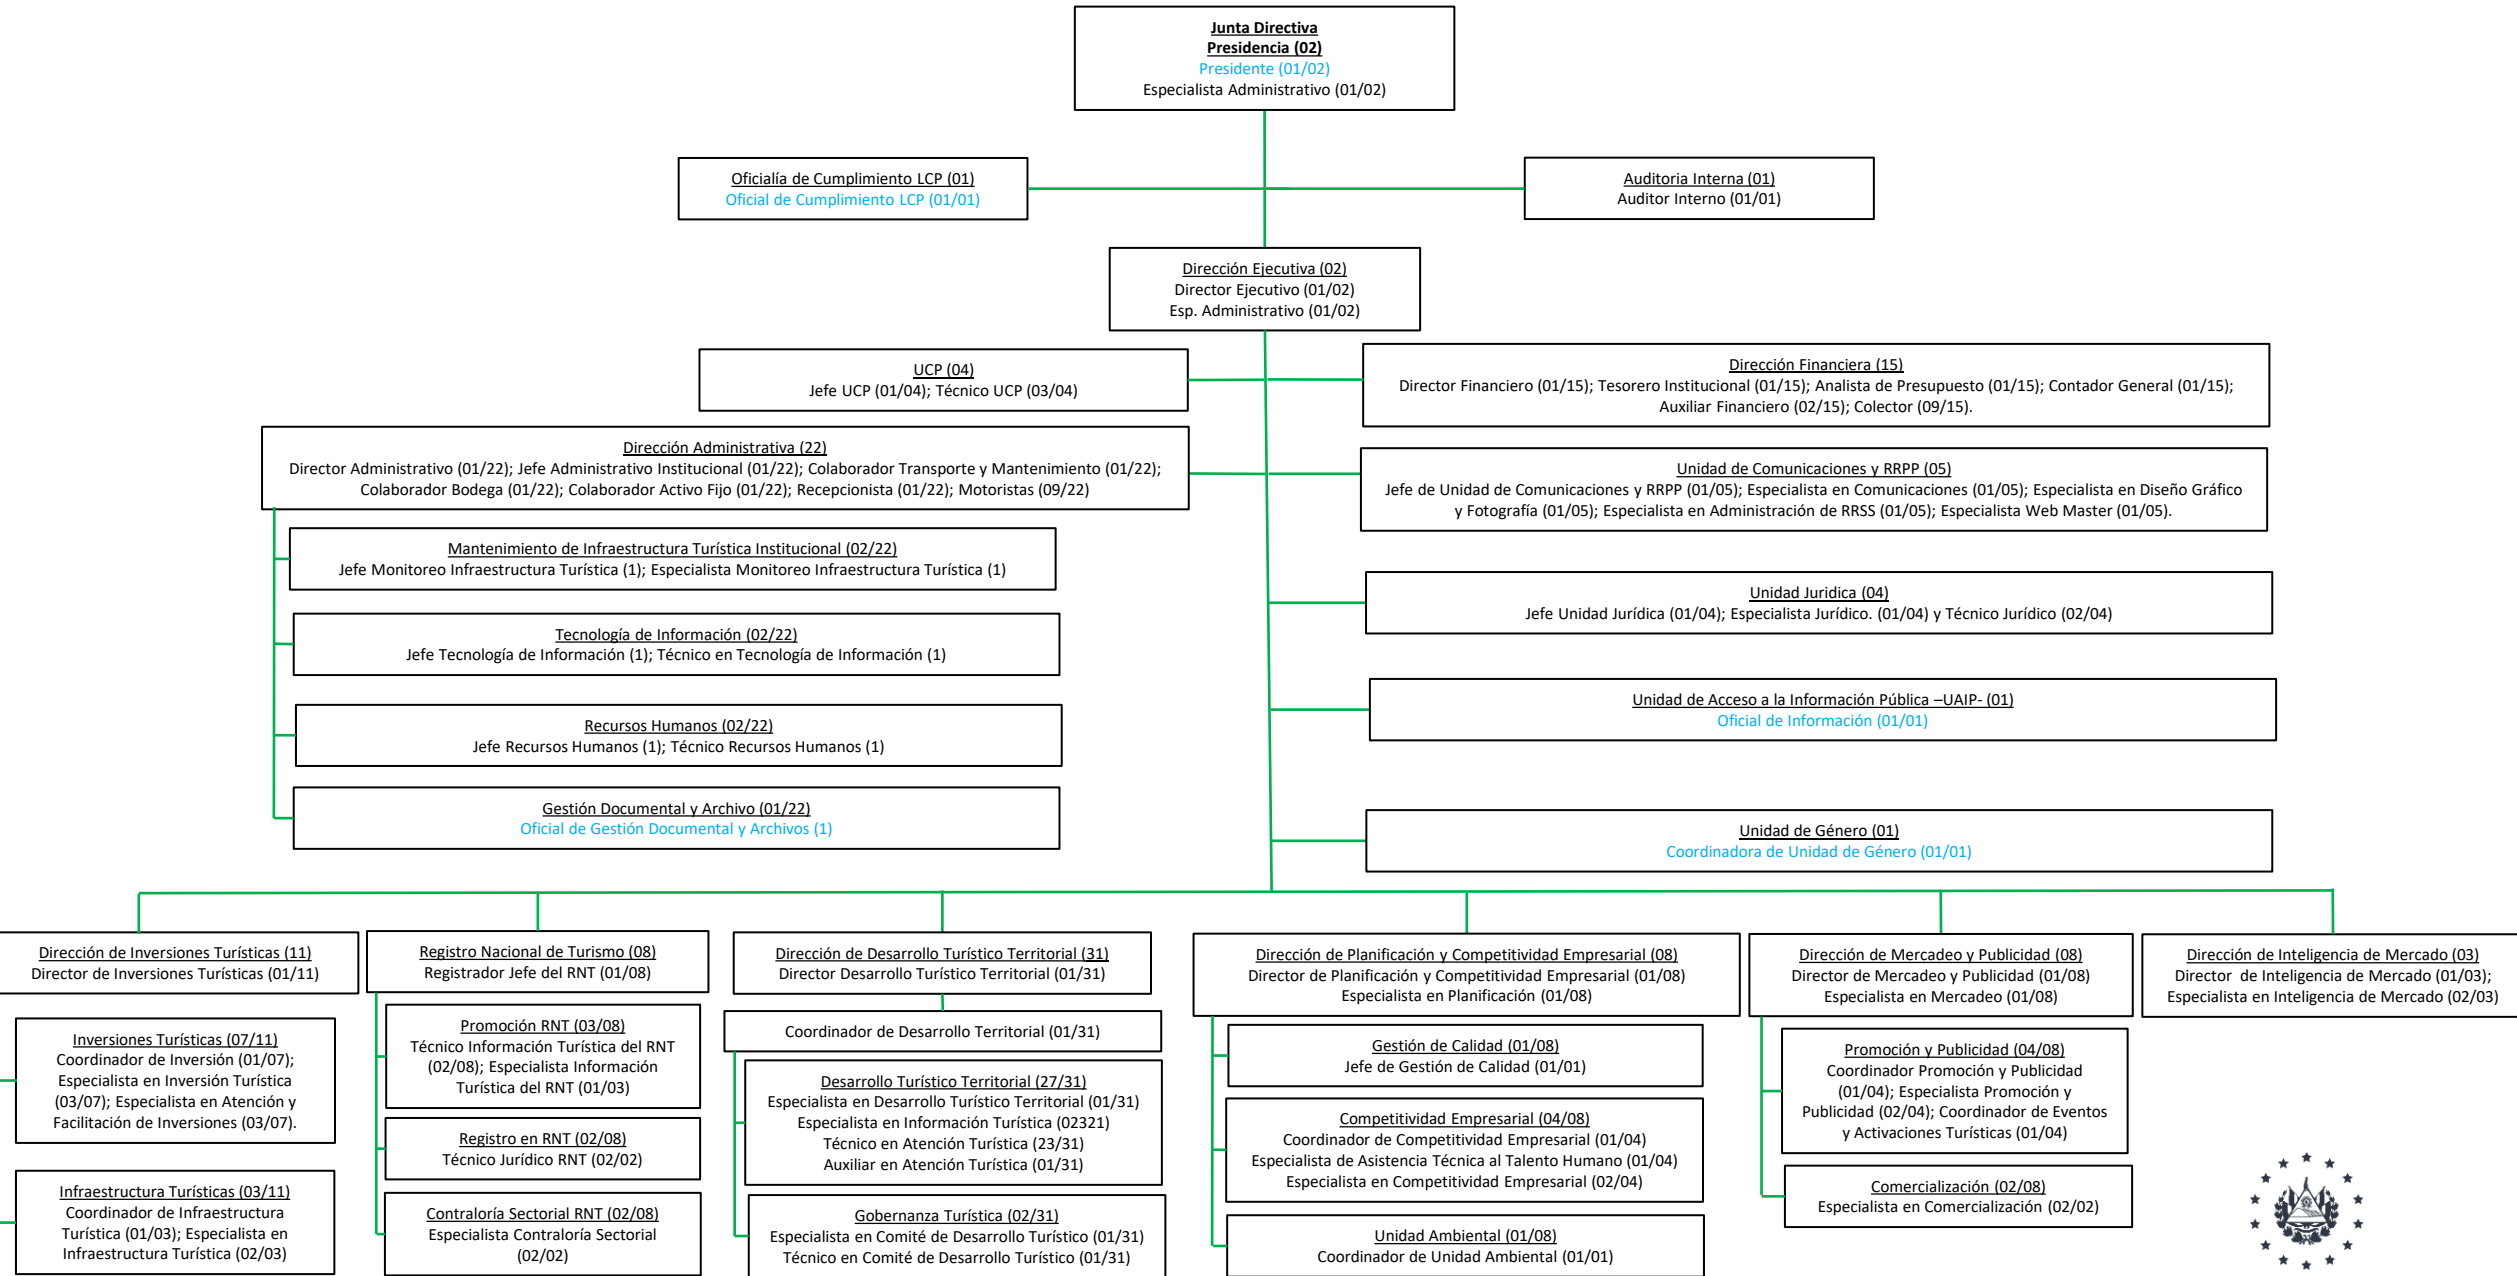 Junta Directiva
Presidencia (02)
Presidente (01/02)
Especialista Administrativo (01/02)
Oficialía de Cumplimiento LCP (01)
Oficial de Cumplimiento LCP (01/01)
Auditoria Interna (01)
Auditor Interno (01/01)
Dirección Ejecutiva (02)
Director Ejecutivo (01/02)
Esp. Administrativo (01/02)
UCP (04)
Jefe UCP (01/04); Técnico UCP (03/04)
Dirección Financiera (15)
Director Financiero (01/15); Tesorero Institucional (01/15); Analista de Presupuesto (01/15); Contador General (01/15);
Auxiliar Financiero (02/15); Colector (09/15).
Dirección Administrativa (22)
Director Administrativo (01/22); Jefe Administrativo Institucional (01/22); Colaborador Transporte y Mantenimiento (01/22);
Colaborador Bodega (01/22); Colaborador Activo Fijo (01/22); Recepcionista (01/22); Motoristas (09/22)
Unidad de Comunicaciones y RRPP (05)
Jefe de Unidad de Comunicaciones y RRPP (01/05); Especialista en Comunicaciones (01/05); Especialista en Diseño Gráfico
y Fotografía (01/05); Especialista en Administración de RRSS (01/05); Especialista Web Master (01/05).
Mantenimiento de Infraestructura Turística Institucional (02/22)
Jefe Monitoreo Infraestructura Turística (1); Especialista Monitoreo Infraestructura Turística (1)
Unidad Juridica (04)
Jefe Unidad Jurídica (01/04); Especialista Jurídico. (01/04) y Técnico Jurídico (02/04)
Tecnología de Información (02/22)
Jefe Tecnología de Información (1); Técnico en Tecnología de Información (1)
Unidad de Acceso a la Información Pública –UAIP- (01)
Oficial de Información (01/01)
Recursos Humanos (02/22)
Jefe Recursos Humanos (1); Técnico Recursos Humanos (1)
Gestión Documental y Archivo (01/22)
Oficial de Gestión Documental y Archivos (1)
Unidad de Género (01)
Coordinadora de Unidad de Género (01/01)
Dirección de Inversiones Turísticas (11)
Director de Inversiones Turísticas (01/11)
Inversiones Turísticas (07/11)
Coordinador de Inversión (01/07);
Especialista en Inversión Turística
(03/07); Especialista en Atención y
Facilitación de Inversiones (03/07).
Infraestructura Turísticas (03/11)
Coordinador de Infraestructura
Turística (01/03); Especialista en
Infraestructura Turística (02/03)
Registro Nacional de Turismo (08)
Registrador Jefe del RNT (01/08)
Promoción RNT (03/08)
Técnico Información Turística del RNT
(02/08); Especialista Información
Turística del RNT (01/03)
Registro en RNT (02/08)
Técnico Jurídico RNT (02/02)
Contraloría Sectorial RNT (02/08)
Especialista Contraloría Sectorial
(02/02)
Dirección de Desarrollo Turístico Territorial (31)
Director Desarrollo Turístico Territorial (01/31)
Coordinador de Desarrollo Territorial (01/31)
Desarrollo Turístico Territorial (27/31)
Especialista en Desarrollo Turístico Territorial (01/31)
Especialista en Información Turística (02321)
Técnico en Atención Turística (23/31)
Auxiliar en Atención Turística (01/31)
Gobernanza Turística (02/31)
Especialista en Comité de Desarrollo Turístico (01/31)
Técnico en Comité de Desarrollo Turístico (01/31)
Dirección de Planificación y Competitividad Empresarial (08)
Director de Planificación y Competitividad Empresarial (01/08)
Especialista en Planificación (01/08)
Gestión de Calidad (01/08)
Jefe de Gestión de Calidad (01/01)
Competitividad Empresarial (04/08)
Coordinador de Competitividad Empresarial (01/04)
Especialista de Asistencia Técnica al Talento Humano (01/04)
Especialista en Competitividad Empresarial (02/04)
Unidad Ambiental (01/08)
Coordinador de Unidad Ambiental (01/01)
Dirección de Mercadeo y Publicidad (08)
Director de Mercadeo y Publicidad (01/08)
Especialista en Mercadeo (01/08)
Promoción y Publicidad (04/08)
Coordinador Promoción y Publicidad
(01/04); Especialista Promoción y
Publicidad (02/04); Coordinador de Eventos
y Activaciones Turísticas (01/04)
Comercialización (02/08)
Especialista en Comercialización (02/02)
Dirección de Inteligencia de Mercado (03)
Director de Inteligencia de Mercado (01/03);
Especialista en Inteligencia de Mercado (02/03)